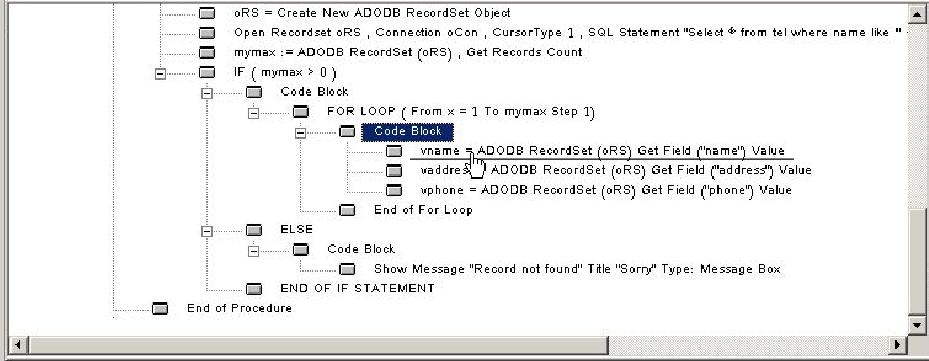 oRS = Create New ADODB RecordSet Object
Open Recordset oRS , Connection oCon , CursorType 1 , SQL Statement "Select * from tel where name like "
mymax := ADODB RecordSet (oRS) , Get Records Count
IF ( mymax > 0 )
Code Block
FOR LOOP ( From x = 1 To mymax Step 1)
Code Block
vname = ADODB RecordSet (oRS) Get Field ("name") Value
ADODB RecordSet (oRS) Get Field ("address") Value
vphone = ADODB RecordSet (oRS) Get Field ("phone") Value
End of For Loop
ELSE
Code Block
Show Message "Record not found" Title "Sorry" Type: Message Box
END OF IF STATEMENT
End of Procedure